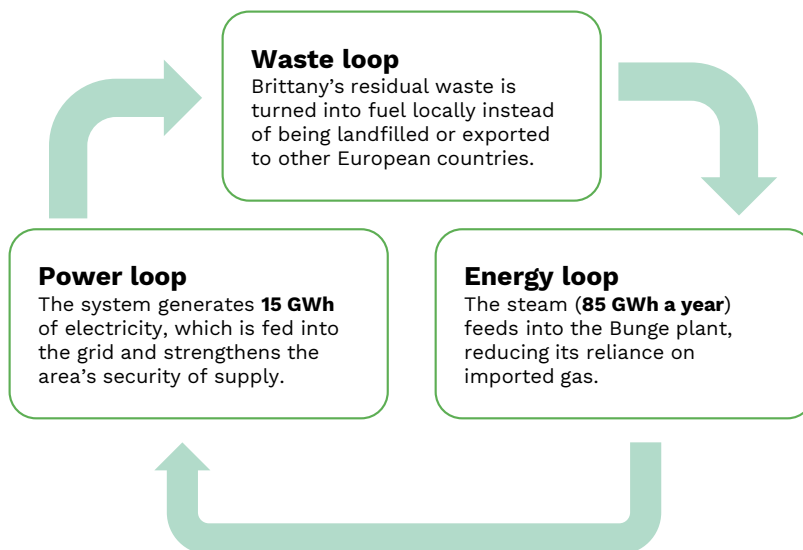 Waste loop
Brittany’s residual waste is
turned into fuel locally instead
of being landfilled or exported
to other European countries.
Power loop
The system generates 15 GWh
of electricity, which is fed into
the grid and strengthens the
area’s security of supply.
Energy loop
The steam (85 GWh a year)
feeds into the Bunge plant,
reducing its reliance on
imported gas.